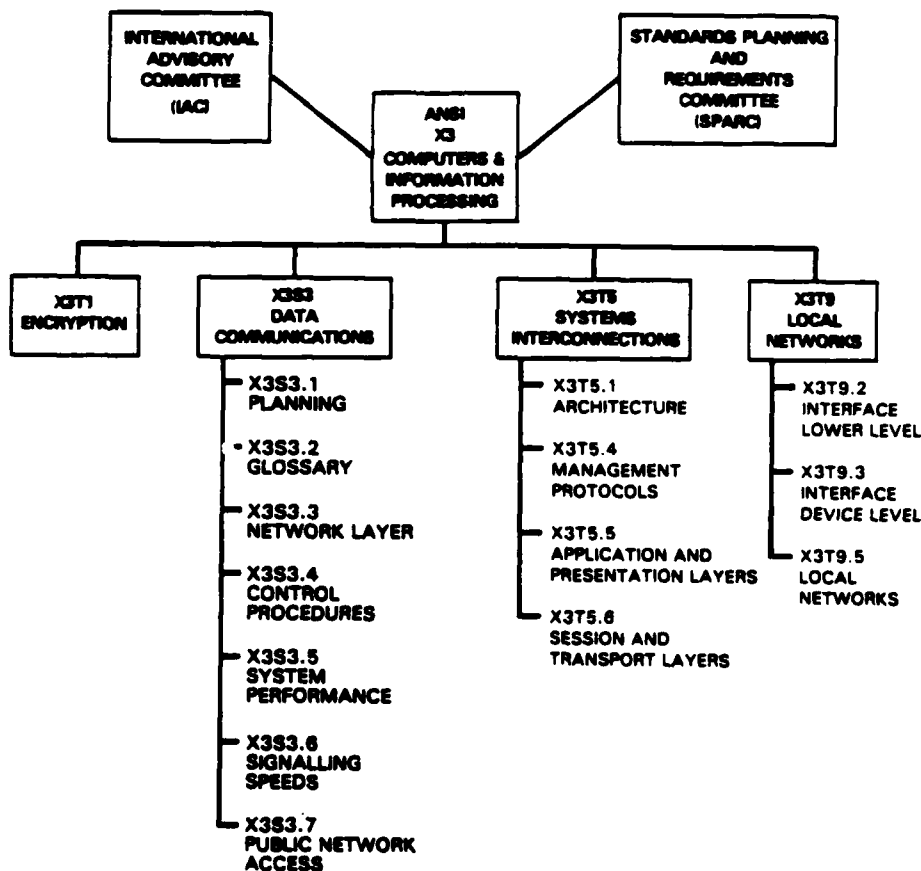 INTERNATIONAL
ADVISORY
COMMITTEE
(IAC)
STANDARDS PLANNING
AND
REQUIREMENTS
COMMITTEE
(SPARC)
ANSI
X3
COMPUTERS &
INFORMATION
PROCESSING
X3T1
ENCRYPTION
X3S3
DATA
COMMUNICATIONS
X3S3.1
PLANNING
X3S3.2
GLOSSARY
X3S3.3
NETWORK LAYER
X3S3.4
CONTROL
PROCEDURES
X3S3.5
SYSTEM
PERFORMANCE
X3S3.6
SIGNALLING
SPEEDS
X3S3.7
PUBLIC NETWORK
ACCESS
X3T5
SYSTEMS
INTERCONNECTIONS
X3T5.1
ARCHITECTURE
X3T5.4
MANAGEMENT
PROTOCOLS
X3T5.5
APPLICATION AND
PRESENTATION LAYERS
X3T5.6
SESSION AND
TRANSPORT LAYERS
X3T9
LOCAL
NETWORKS
X3T9.2
INTERFACE
LOWER LEVEL
X3T9.3
INTERFACE
DEVICE LEVEL
X3T9.5
LOCAL
NETWORKS